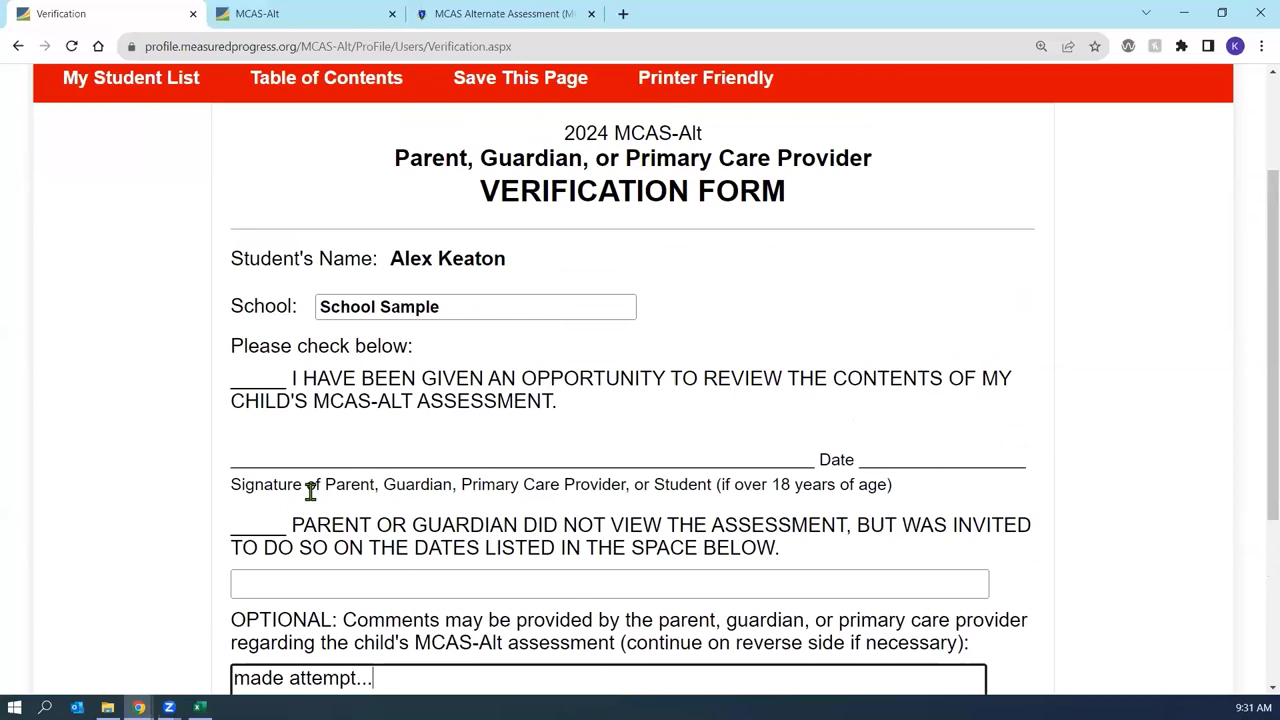 Verification
MCAS-Alt
MCAS Alternate Assessment (M
profile.measuredprogress.org/MCAS-Alt/ProFile/Users/Verification.aspx
K
My Student List Table of Contents Save This Page Printer Friendly
2024 MCAS-Alt
Parent, Guardian, or Primary Care Provider
VERIFICATION FORM
Student's Name: Alex Keaton
School: School Sample
Please check below:
_____ I HAVE BEEN GIVEN AN OPPORTUNITY TO REVIEW THE CONTENTS OF MY
CHILD'S MCAS-ALT ASSESSMENT.
Date
Signature of Parent, Guardian, Primary Care Provider, or Student (if over 18 years of age)
_____ PARENT OR GUARDIAN DID NOT VIEW THE ASSESSMENT, BUT WAS INVITED
TO DO SO ON THE DATES LISTED IN THE SPACE BELOW.
OPTIONAL: Comments may be provided by the parent, guardian, or primary care provider
regarding the child's MCAS-Alt assessment (continue on reverse side if necessary):
made attempt...
9:31 AM